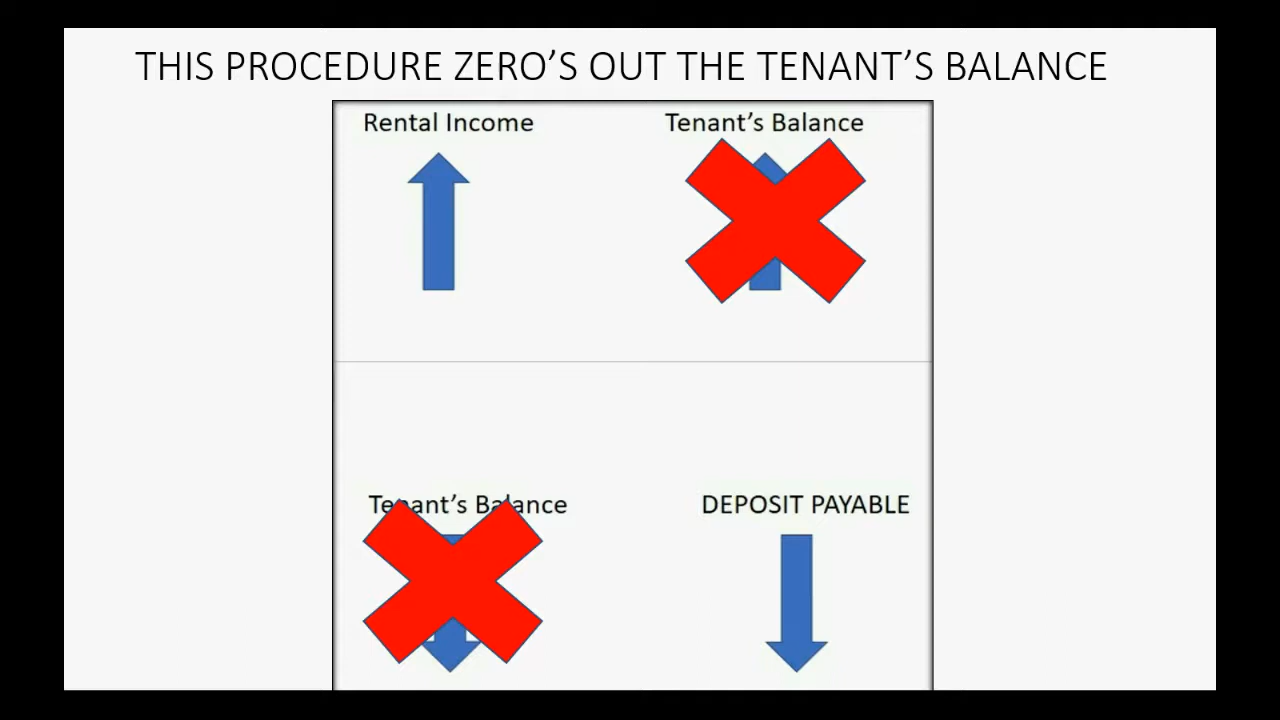 THIS PROCEDURE ZERO’S OUT THE TENANT’S BALANCE
Rental Income
Tenant’s Balance
Tenant’s Balance
DEPOSIT PAYABLE